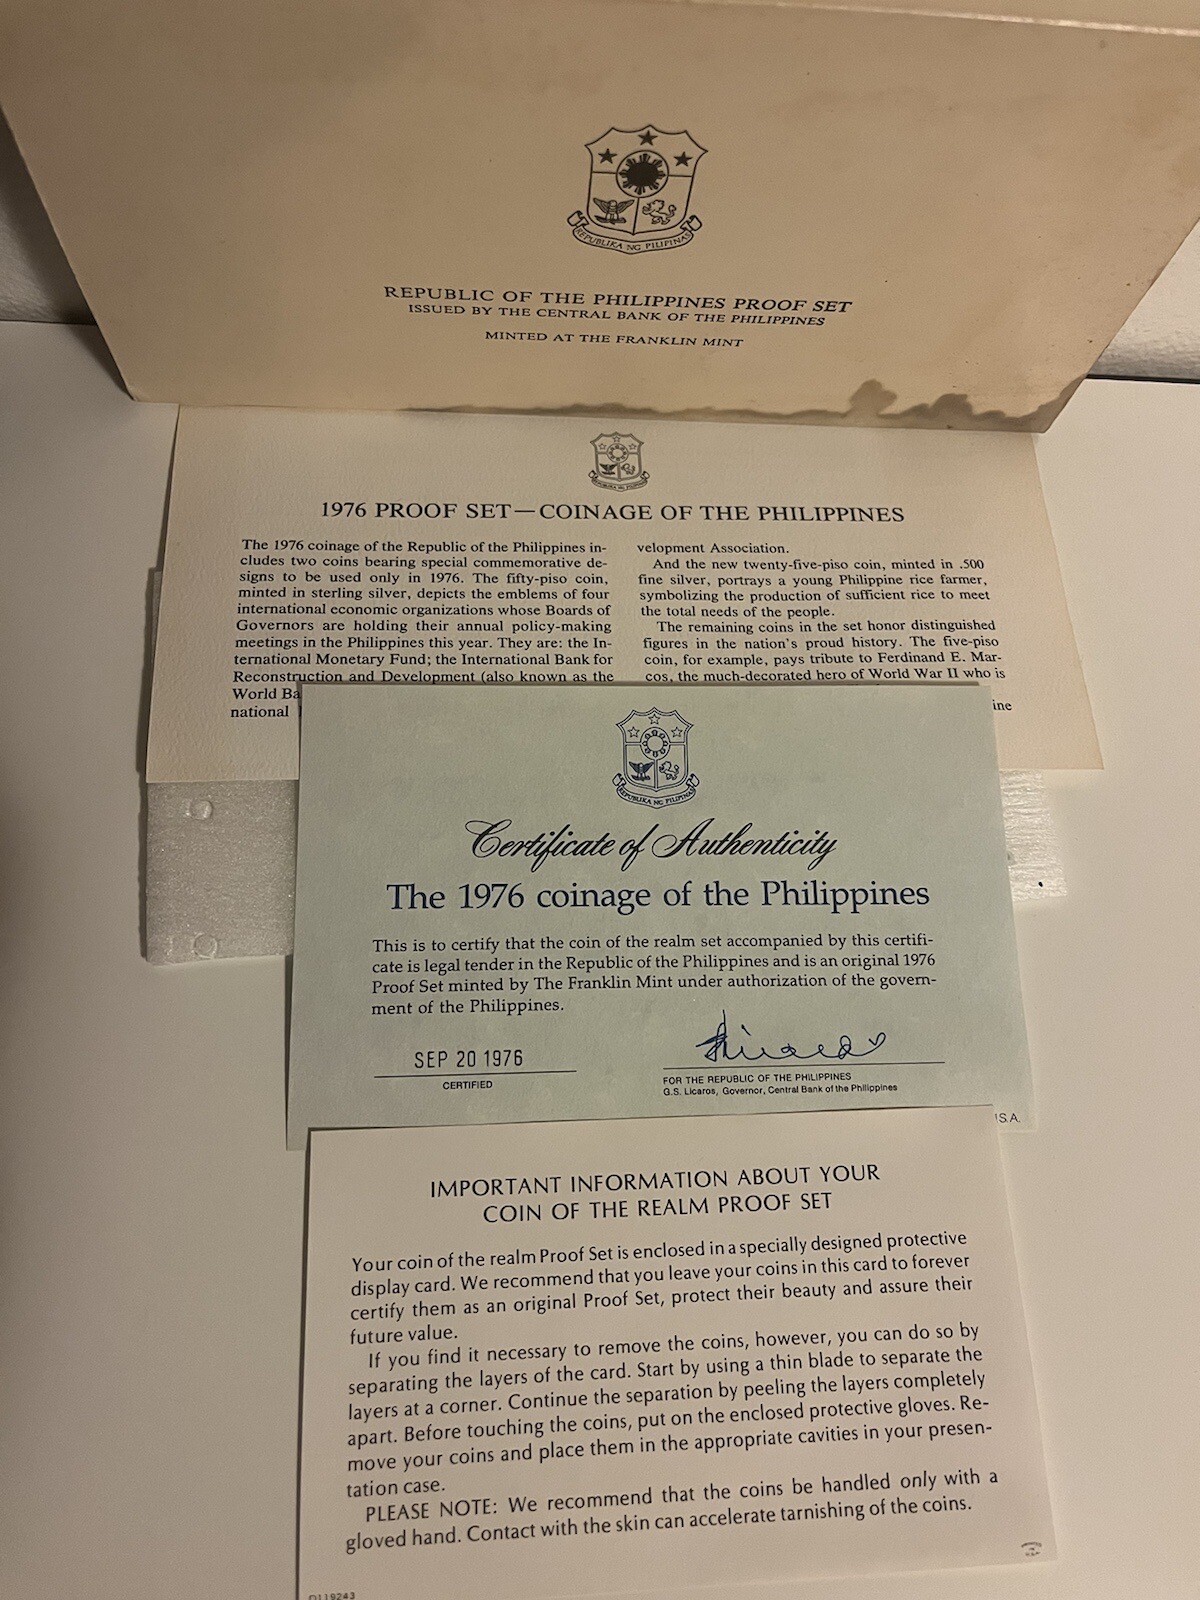 REPUBLIKA NG PILIPINAS
REPUBLIC OF THE PHILIPPINES PROOF SET
ISSUED BY THE CENTRAL BANK OF THE PHILIPPINES
MINTED AT THE FRANKLIN MINT
1976 PROOF SET—COINAGE OF THE PHILIPPINES
The 1976 coinage of the Republic of the Philippines in-
cludes two coins bearing special commemorative de-
signs to be used only in 1976. The fifty-piso coin,
minted in sterling silver, depicts the emblems of four
international economic organizations whose Boards of
Governors are holding their annual policy-making
meetings in the Philippines this year. They are: the In-
ternational Monetary Fund; the International Bank for
Reconstruction and Development (also known as the
World Ba
national
velopment Association.
And the new twenty-five-piso coin, minted in .500
fine silver, portrays a young Philippine rice farmer,
symbolizing the production of sufficient rice to meet
the total needs of the people.
The remaining coins in the set honor distinguished
figures in the nation's proud history. The five-piso
coin, for example, pays tribute to Ferdinand E. Mar-
cos, the much-decorated hero of World War II who is
ine
REPUBLIKA NG PILIPINAS
Certificate of Authenticity
The 1976 coinage of the Philippines
This is to certify that the coin of the realm set accompanied by this certifi-
cate is legal tender in the Republic of the Philippines and is an original 1976
Proof Set minted by The Franklin Mint under authorization of the govern-
ment of the Philippines.
SEP 20 1976
CERTIFIED
FOR THE REPUBLIC OF THE PHILIPPINES
G.S. Licaros, Governor, Central Bank of the Philippines
S.A.
IMPORTANT INFORMATION ABOUT YOUR
COIN OF THE REALM PROOF SET
Your coin of the realm Proof Set is enclosed in a specially designed protective
display card. We recommend that you leave your coins in this card to forever
certify them as an original Proof Set, protect their beauty and assure their
future value.
If you find it necessary to remove the coins, however, you can do so by
separating the layers of the card. Start by using a thin blade to separate the
layers at a corner. Continue the separation by peeling the layers completely
apart. Before touching the coins, put on the enclosed protective gloves. Re-
move your coins and place them in the appropriate cavities in your presen-
tation case.
PLEASE NOTE: We recommend that the coins be handled only with a
gloved hand. Contact with the skin can accelerate tarnishing of the coins.
D119243